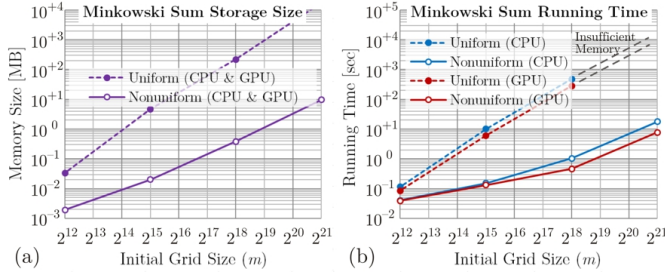 Minkowski Sum Storage Size
10^+4
10^+3
10^+2
10^+1
10^0
10^-1
10^-2
10^-3
Memory Size [MB]
Uniform (CPU & GPU)
Nonuniform (CPU & GPU)
2^12 2^13 2^14 2^15 2^16 2^17 2^18 2^19 2^20 2^21
(a) Initial Grid Size (m)
Minkowski Sum Running Time
10^+5
10^+4
10^+3
10^+2
10^+1
10^0
10^-1
10^-2
Running Time [sec]
Insufficient
Memory
Uniform (CPU)
Nonuniform (CPU)
Uniform (GPU)
Nonuniform (GPU)
2^12 2^13 2^14 2^15 2^16 2^17 2^18 2^19 2^20 2^21
(b) Initial Grid Size (m)